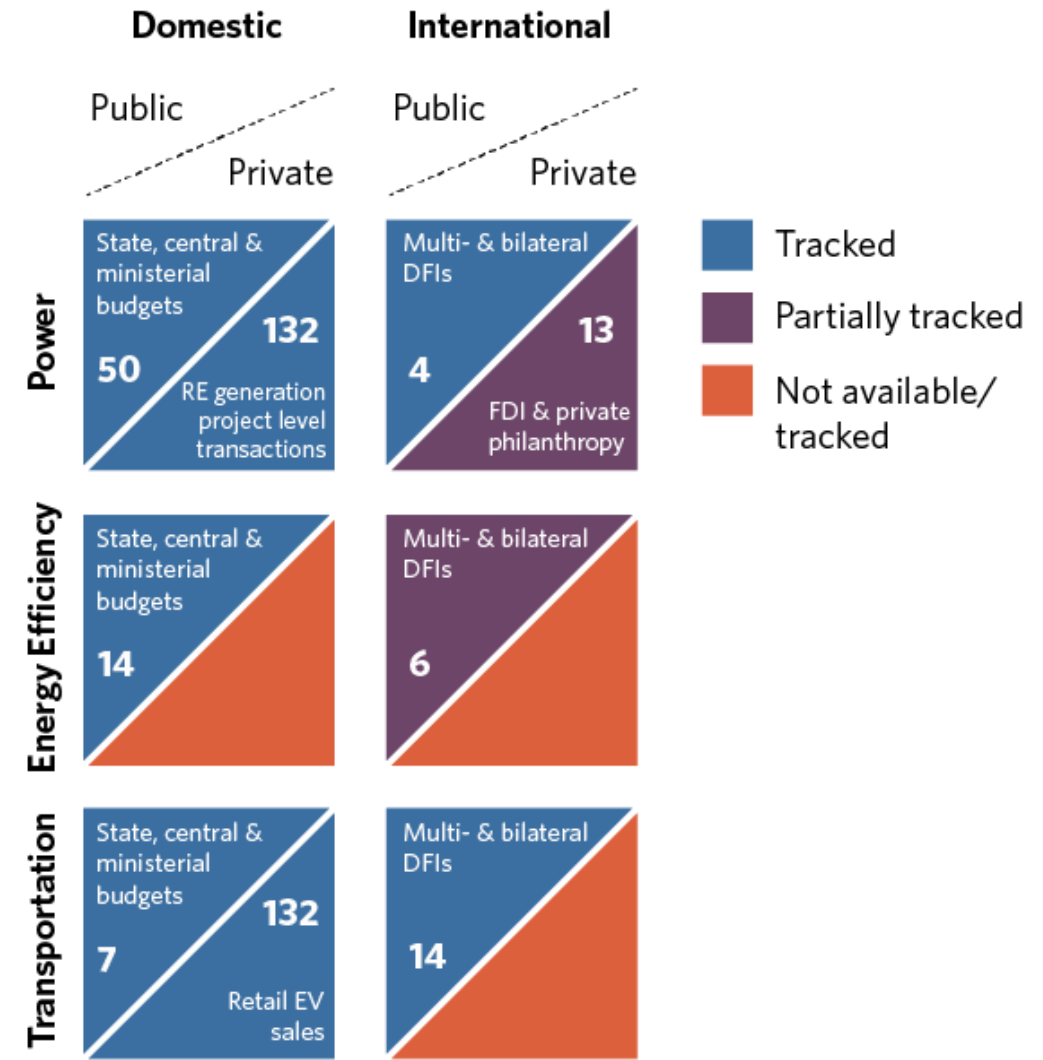 Domestic
International
Public
Private
Public
Private
Power
State, central &
ministerial
budgets
50
132
RE generation
project level
transactions
Multi- & bilateral
DFIs
4
13
FDI & private
philanthropy
Tracked
Partially tracked
Not available/
tracked
Energy Efficiency
State, central &
ministerial
budgets
14
Multi- & bilateral
DFIs
6
Transportation
State, central &
ministerial
budgets
7
132
Retail EV
sales
Multi- & bilateral
DFIs
14